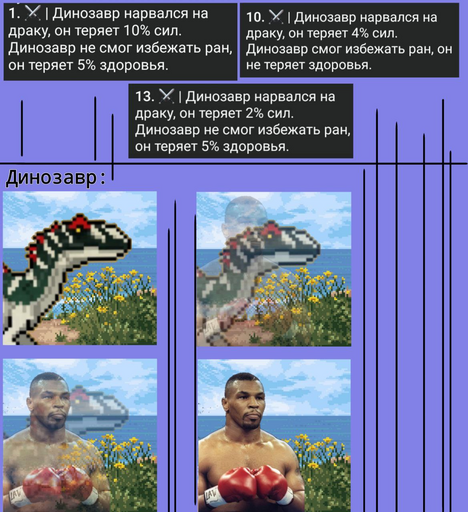 1. ⚔ | Динозавр нарвался на
драку, он теряет 10% сил.
Динозавр не смог избежать ран,
он теряет 5% здоровья.
10. ⚔ | Динозавр нарвался на
драку, он теряет 4% сил.
Динозавр смог избежать ран, он
не теряет здоровья.
13. ⚔ | Динозавр нарвался на
драку, он теряет 2% сил.
Динозавр не смог избежать ран,
он теряет 5% здоровья.
Динозавр: